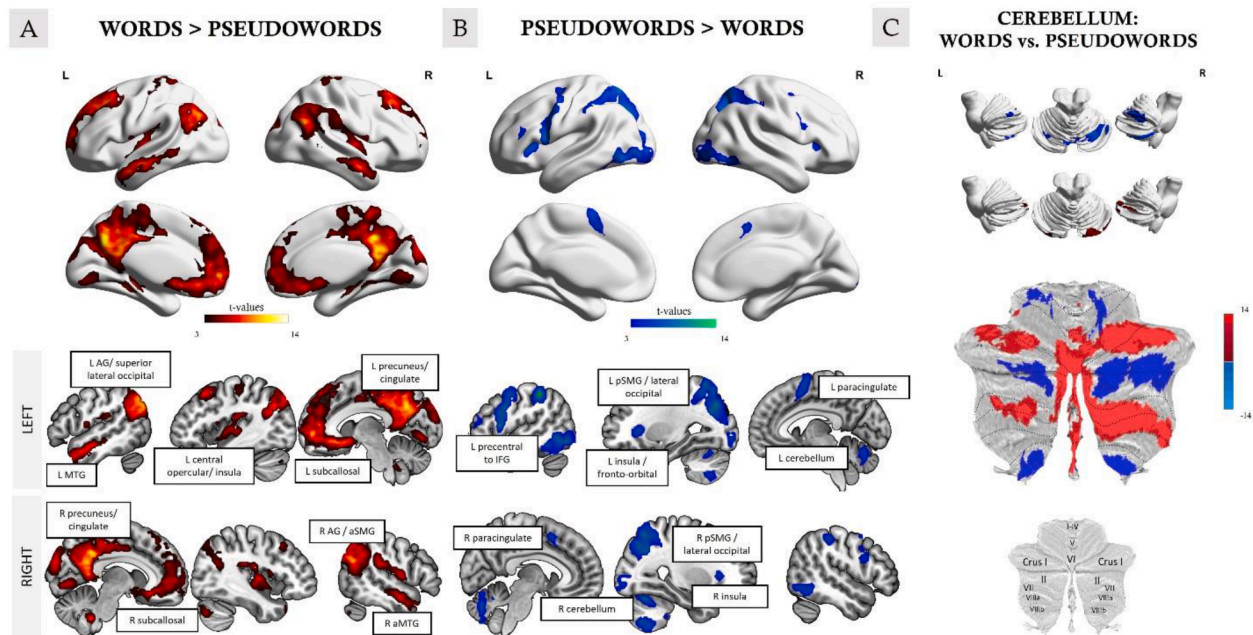 A
WORDS > PSEUDOWORDS
L
R
t-values
3
14
LEFT
L AG/ superior
lateral occipital
L precuneus/
cingulate
L MTG
L central
opercular/ insula
L subcallosal
RIGHT
R precuneus/
cingulate
R AG / aSMG
R subcallosal
R aMTG
B
PSEUDOWORDS > WORDS
L
R
t-values
3
14
L pSMG / lateral
occipital
L paracingulate
L precentral
to IFG
L insula /
fronto-orbital
L cerebellum
R paracingulate
R pSMG /
lateral occipital
R cerebellum
R insula
C
CEREBELLUM:
WORDS vs. PSEUDOWORDS
L
R
14
-14
I-IV
V
Crus I
VI
Crus I
II
II
VII
VII
VIIIa
VIIIa
VIIIb
VIIIb